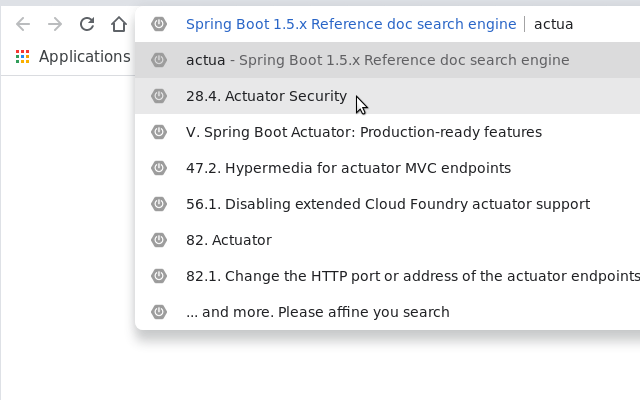 Spring Boot 1.5.x Reference doc search engine | actua
Applications
actua - Spring Boot 1.5.x Reference doc search engine
28.4. Actuator Security
V. Spring Boot Actuator: Production-ready features
47.2. Hypermedia for actuator MVC endpoints
56.1. Disabling extended Cloud Foundry actuator support
82. Actuator
82.1. Change the HTTP port or address of the actuator endpoints
... and more. Please affine you search